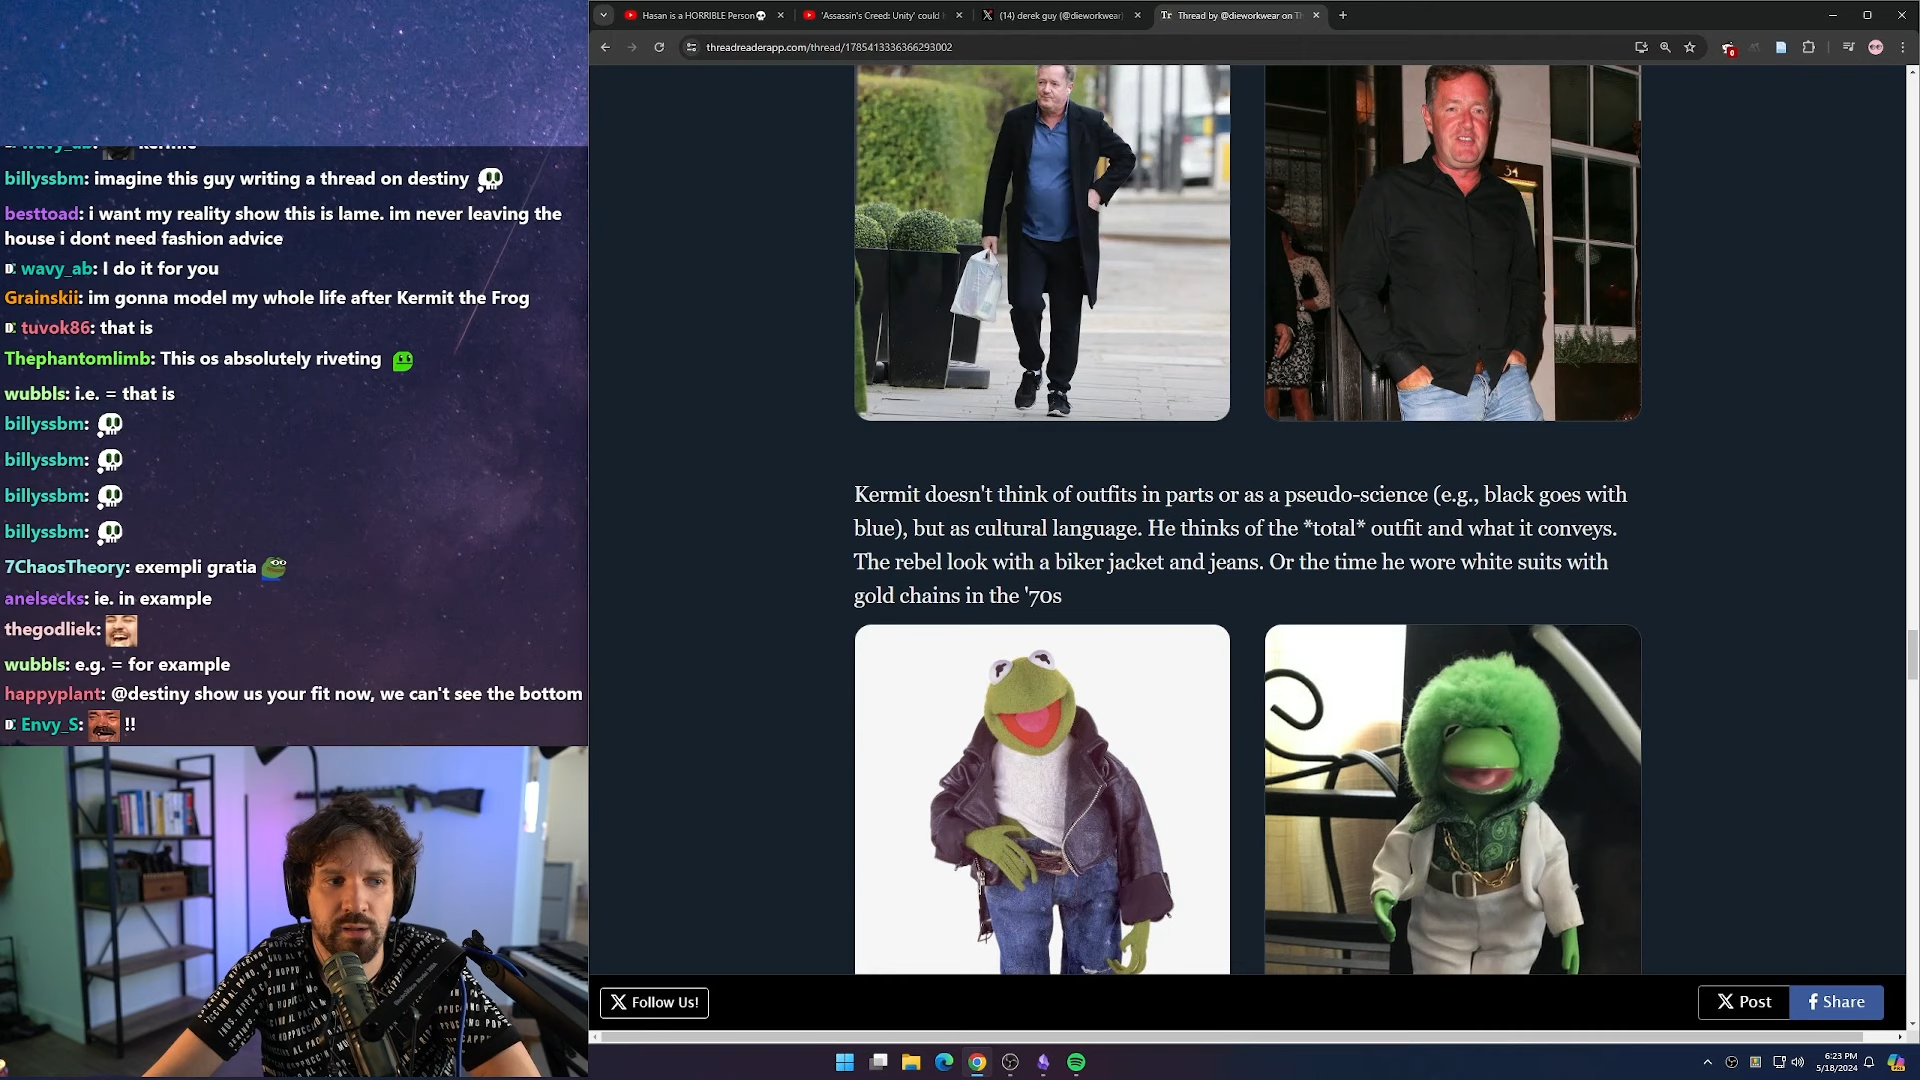 Hasan is a HORRIBLE Person
'Assassin's Creed: Unity' could
(14) derek guy (@dieworkwear)
Thread by @dieworkwear on Th
threadreaderapp.com/thread/1785413336366293002
billyssbm: imagine this guy writing a thread on destiny
besttoad: i want my reality show this is lame. im never leaving the
house i dont need fashion advice
wavy_ab: I do it for you
Grainskii: im gonna model my whole life after Kermit the Frog
tuvok86: that is
Thephantomlimb: This os absolutely riveting
wubbls: i.e. = that is
billyssbm:
billyssbm:
billyssbm:
billyssbm:
7ChaosTheory: exempli gratia
anelsecks: ie. in example
thegodliek:
wubbls: e.g. = for example
happyplant: @destiny show us your fit now, we can't see the bottom
Envy_S: !!
34
Kermit doesn't think of outfits in parts or as a pseudo-science (e.g., black goes with
blue), but as cultural language. He thinks of the *total* outfit and what it conveys.
The rebel look with a biker jacket and jeans. Or the time he wore white suits with
gold chains in the '70s
Follow Us!
Post
Share
6:23 PM
5/18/2024